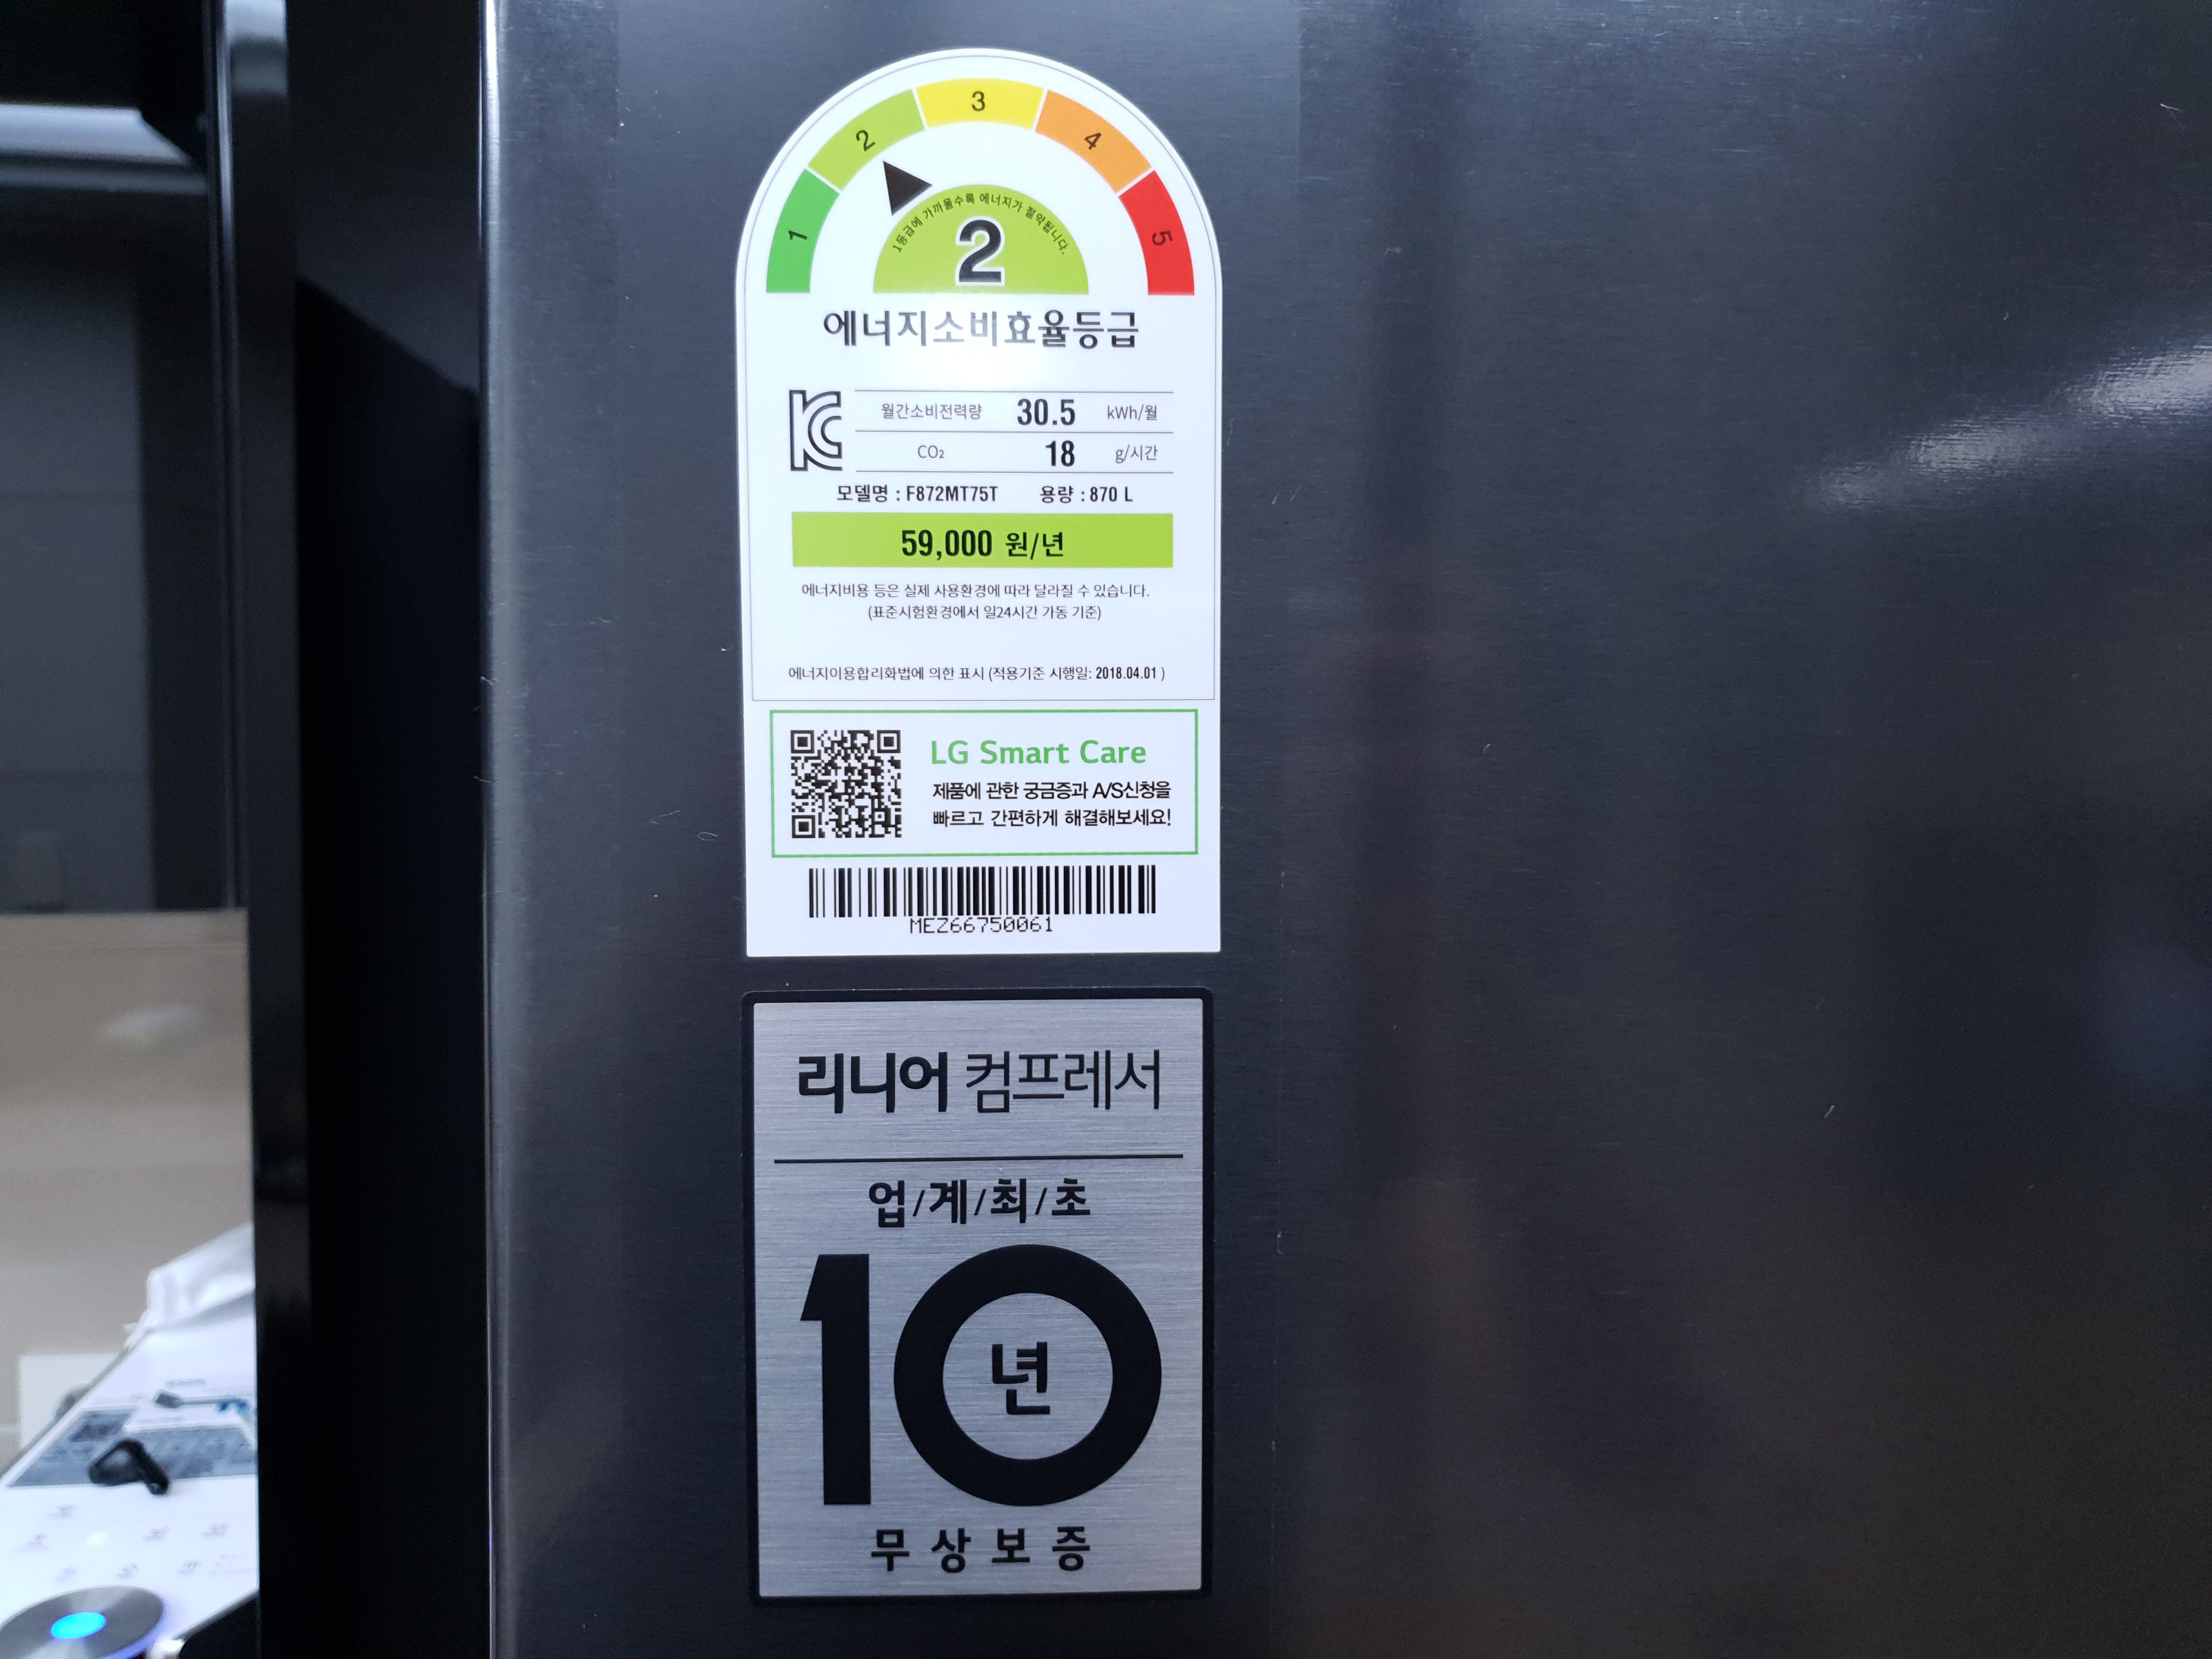 1 2 3 4 5
1등급에 가까울수록 에너지가 절약됩니다.
2
에너지소비효율등급
월간소비전력량 30.5 kWh/월
CO₂ 18 g/시간
모델명 : F872MT75T 용량 : 870 L
59,000 원/년
에너지비용 등은 실제 사용환경에 따라 달라질 수 있습니다.
(표준시험환경에서 일24시간 가동 기준)
에너지이용합리화법에 의한 표시 (적용기준 시행일: 2018.04.01 )
LG Smart Care
제품에 관한 궁금증과 A/S신청을
빠르고 간편하게 해결해보세요!
MEZ66750061
리니어 컴프레서
업/계/최/초
10년
무상보증